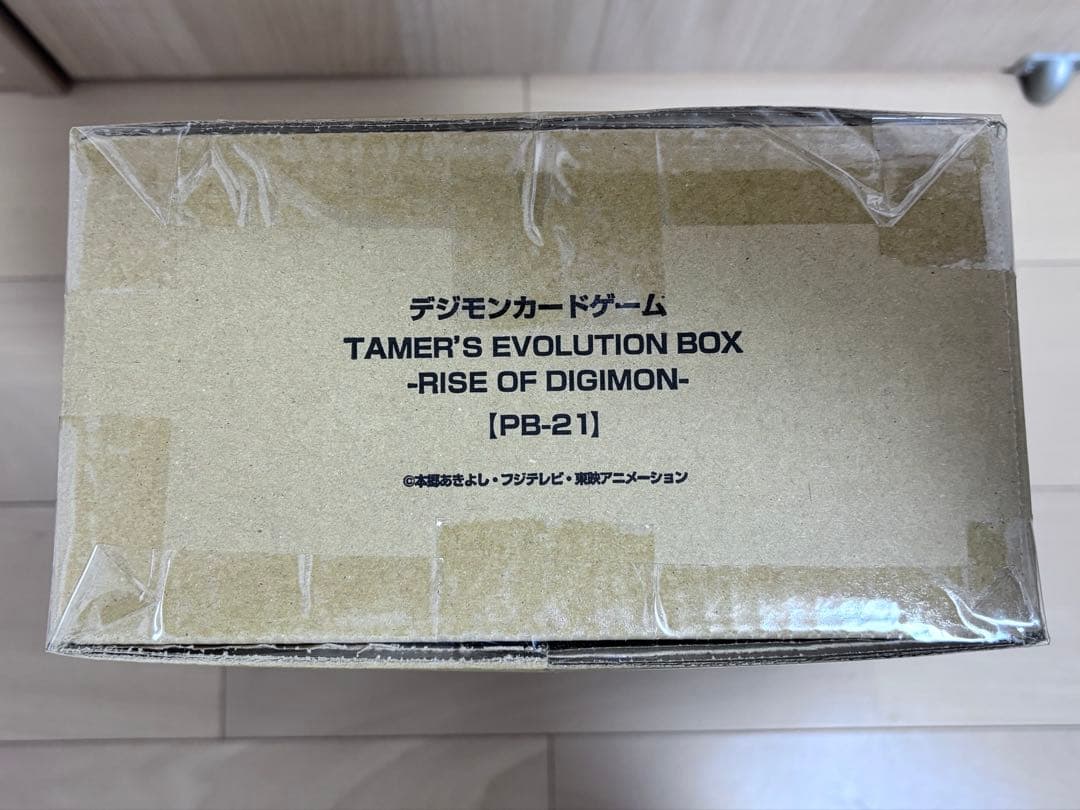 デジモンカードゲーム
TAMER'S EVOLUTION BOX
-RISE OF DIGIMON-
【PB-21】
©本郷あきよし・フジテレビ・東映アニメーション